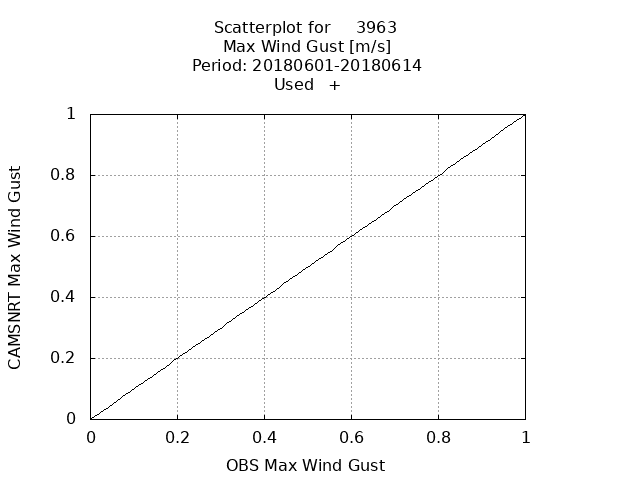 Scatterplot for 3963
Max Wind Gust [m/s]
Period: 20180601-20180614
Used +
1
0.8
0.6
0.4
0.2
0
CAMSNRT Max Wind Gust
0 0.2 0.4 0.6 0.8 1
OBS Max Wind Gust